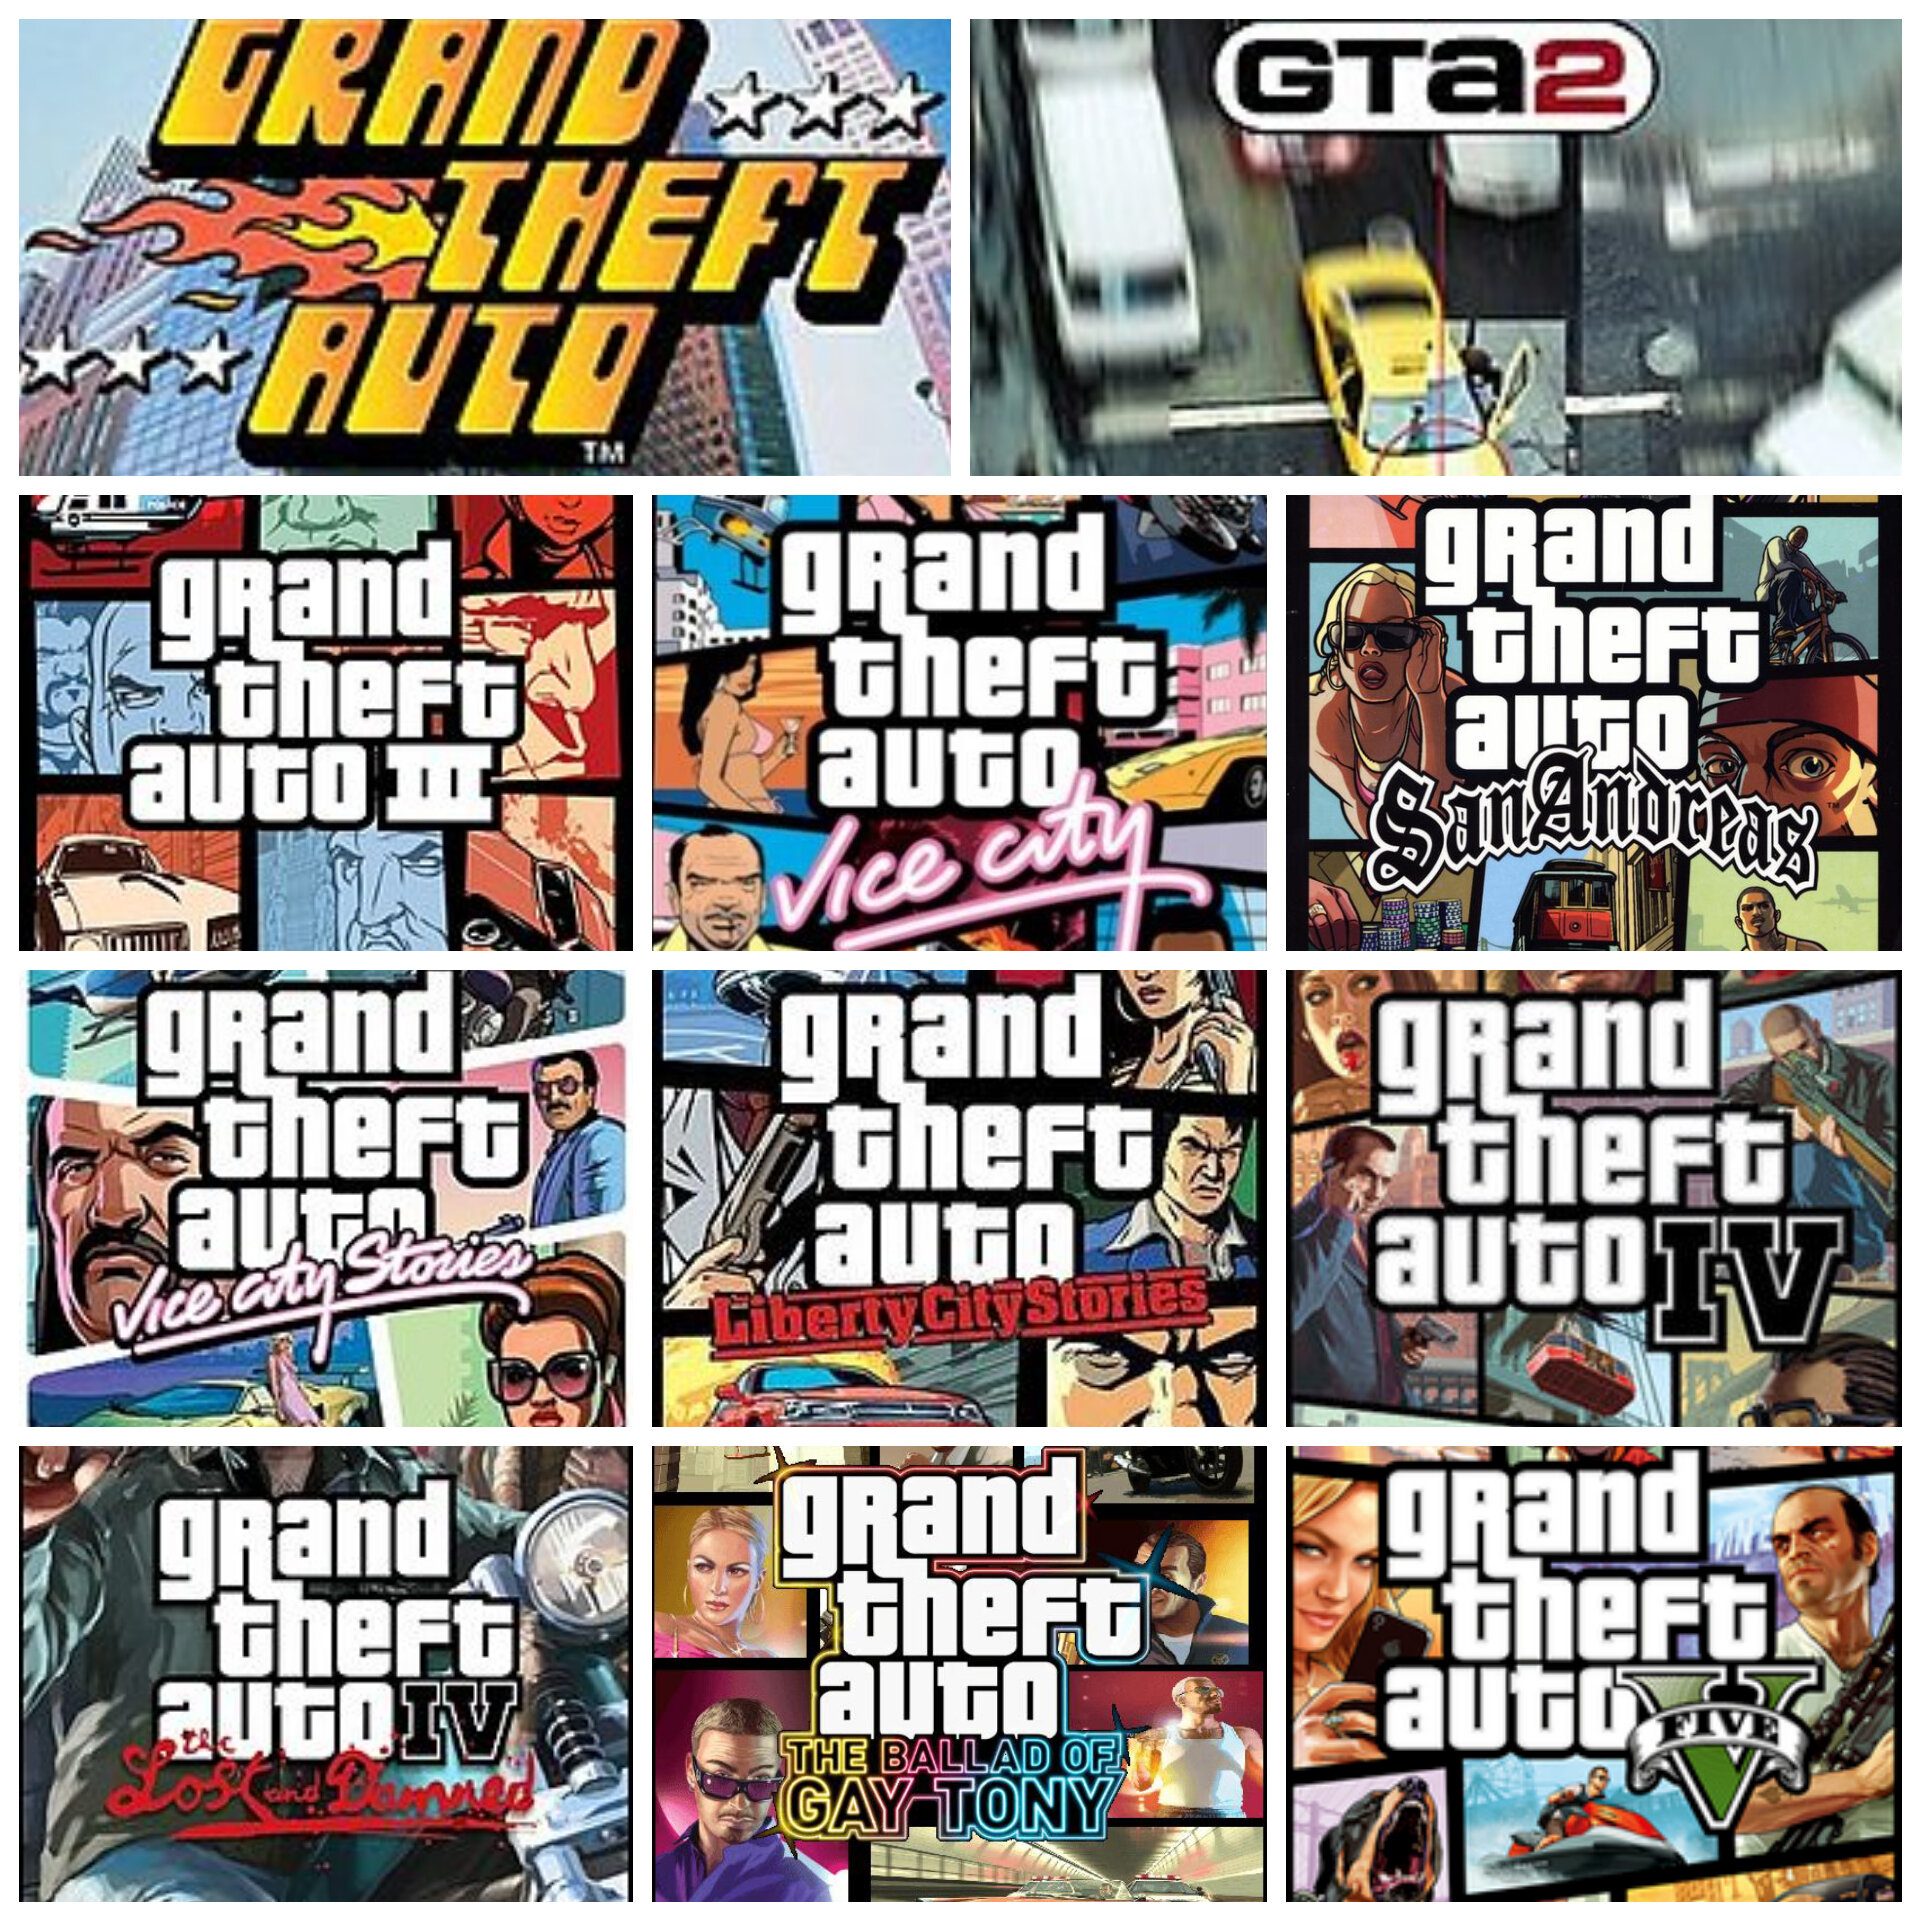 GRAND
THEFT
AUTO
TM
GTa2
POLICE
grand
theft
auto III
grand
theft
auto
Vice City
grand
theft
auto
San Andreas
TM
grand
theft
auto
Vice City Stories
grand
theft
auto
Liberty City Stories
grand
theft
auto IV
grand
theft
auto IV
the
Lost and Damned
grand
theft
auto
THE BALLAD OF
GAY TONY
grand
theft
auto V
FIVE